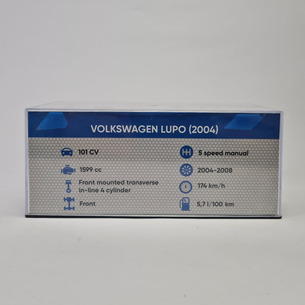 VOLKSWAGEN LUPO (2004)
101 CV
5 speed manual
1599 cc
2004-2008
Front mounted transverse
in-line 4 cylinder
174 km/h
Front
5,7 l/100 km